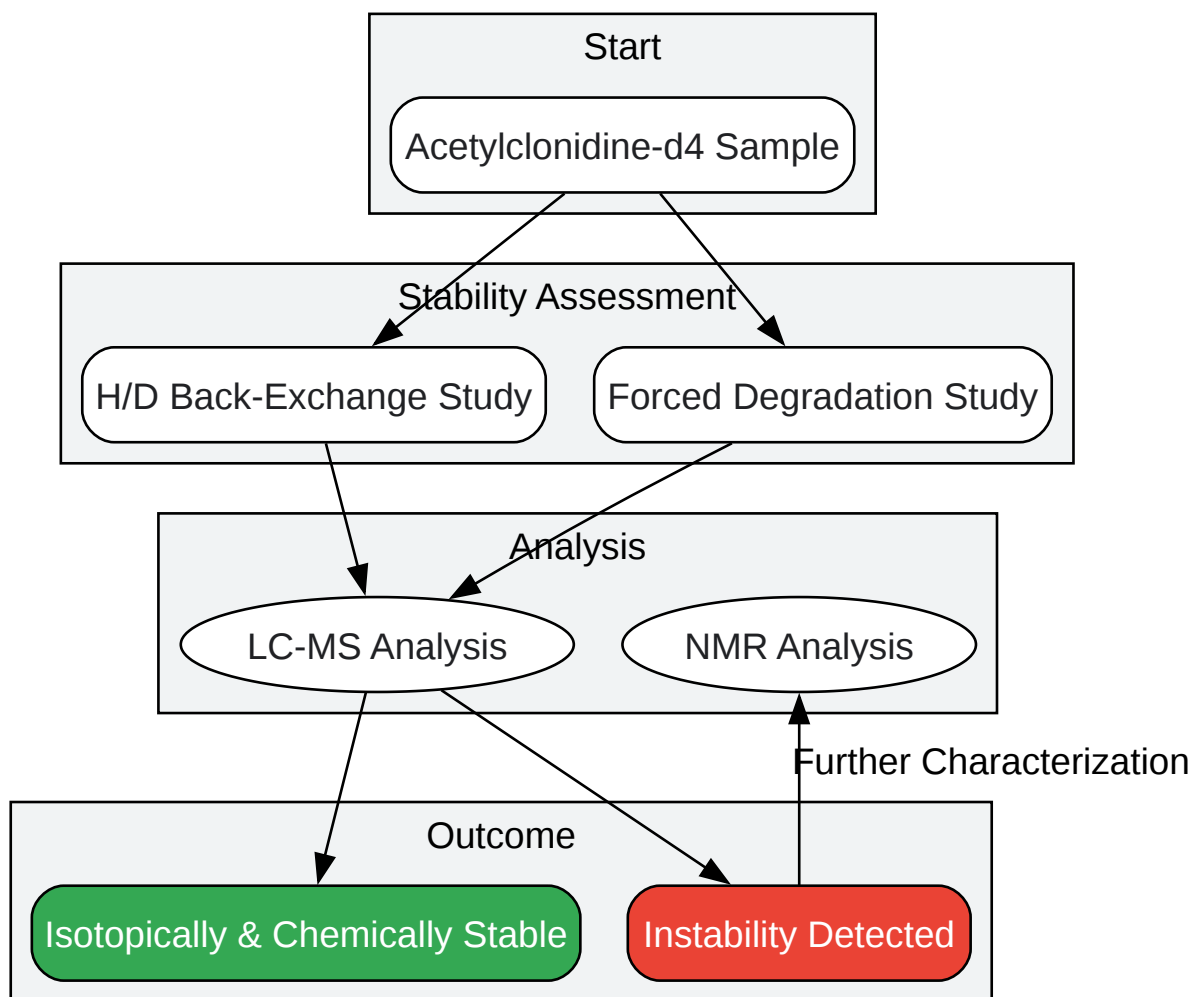 Start
Acetylclonidine-d4 Sample
Stability Assessment
H/D Back-Exchange Study
Forced Degradation Study
Analysis
LC-MS Analysis
NMR Analysis
Further Characterization
Outcome
Isotopically & Chemically Stable
Instability Detected